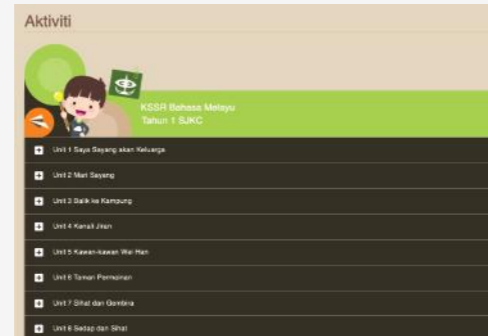 Aktiviti
KSSR Bahasa Melayu
Tahun 1 SJKC
Unit 1 Saya Sayang akan Keluarga
Unit 2 Mari Sayang
Unit 3 Balik ke Kampung
Unit 4 Kenali Jiran
Unit 5 Kawan-kawan Wei Han
Unit 6 Taman Permainan
Unit 7 Sihat dan Gembira
Unit 8 Sedap dan Sihat